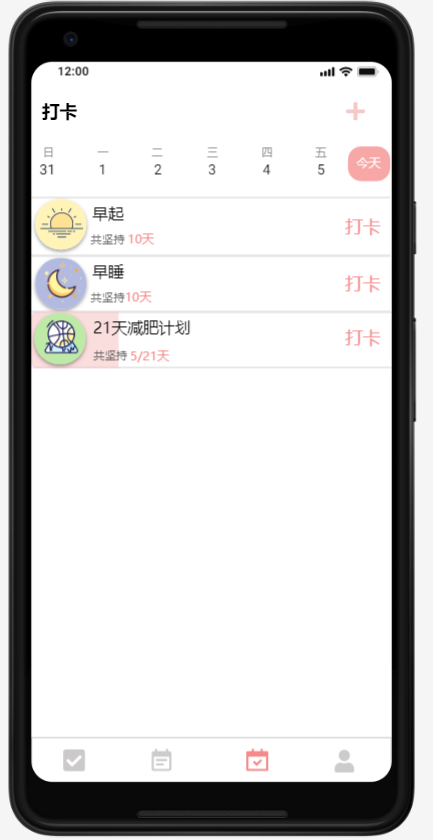 12:00
打卡
日 一 二 三 四 五
31 1 2 3 4 5 今天
早起
共坚持 10天
打卡
早睡
共坚持10天
打卡
21天减肥计划
共坚持 5/21天
打卡